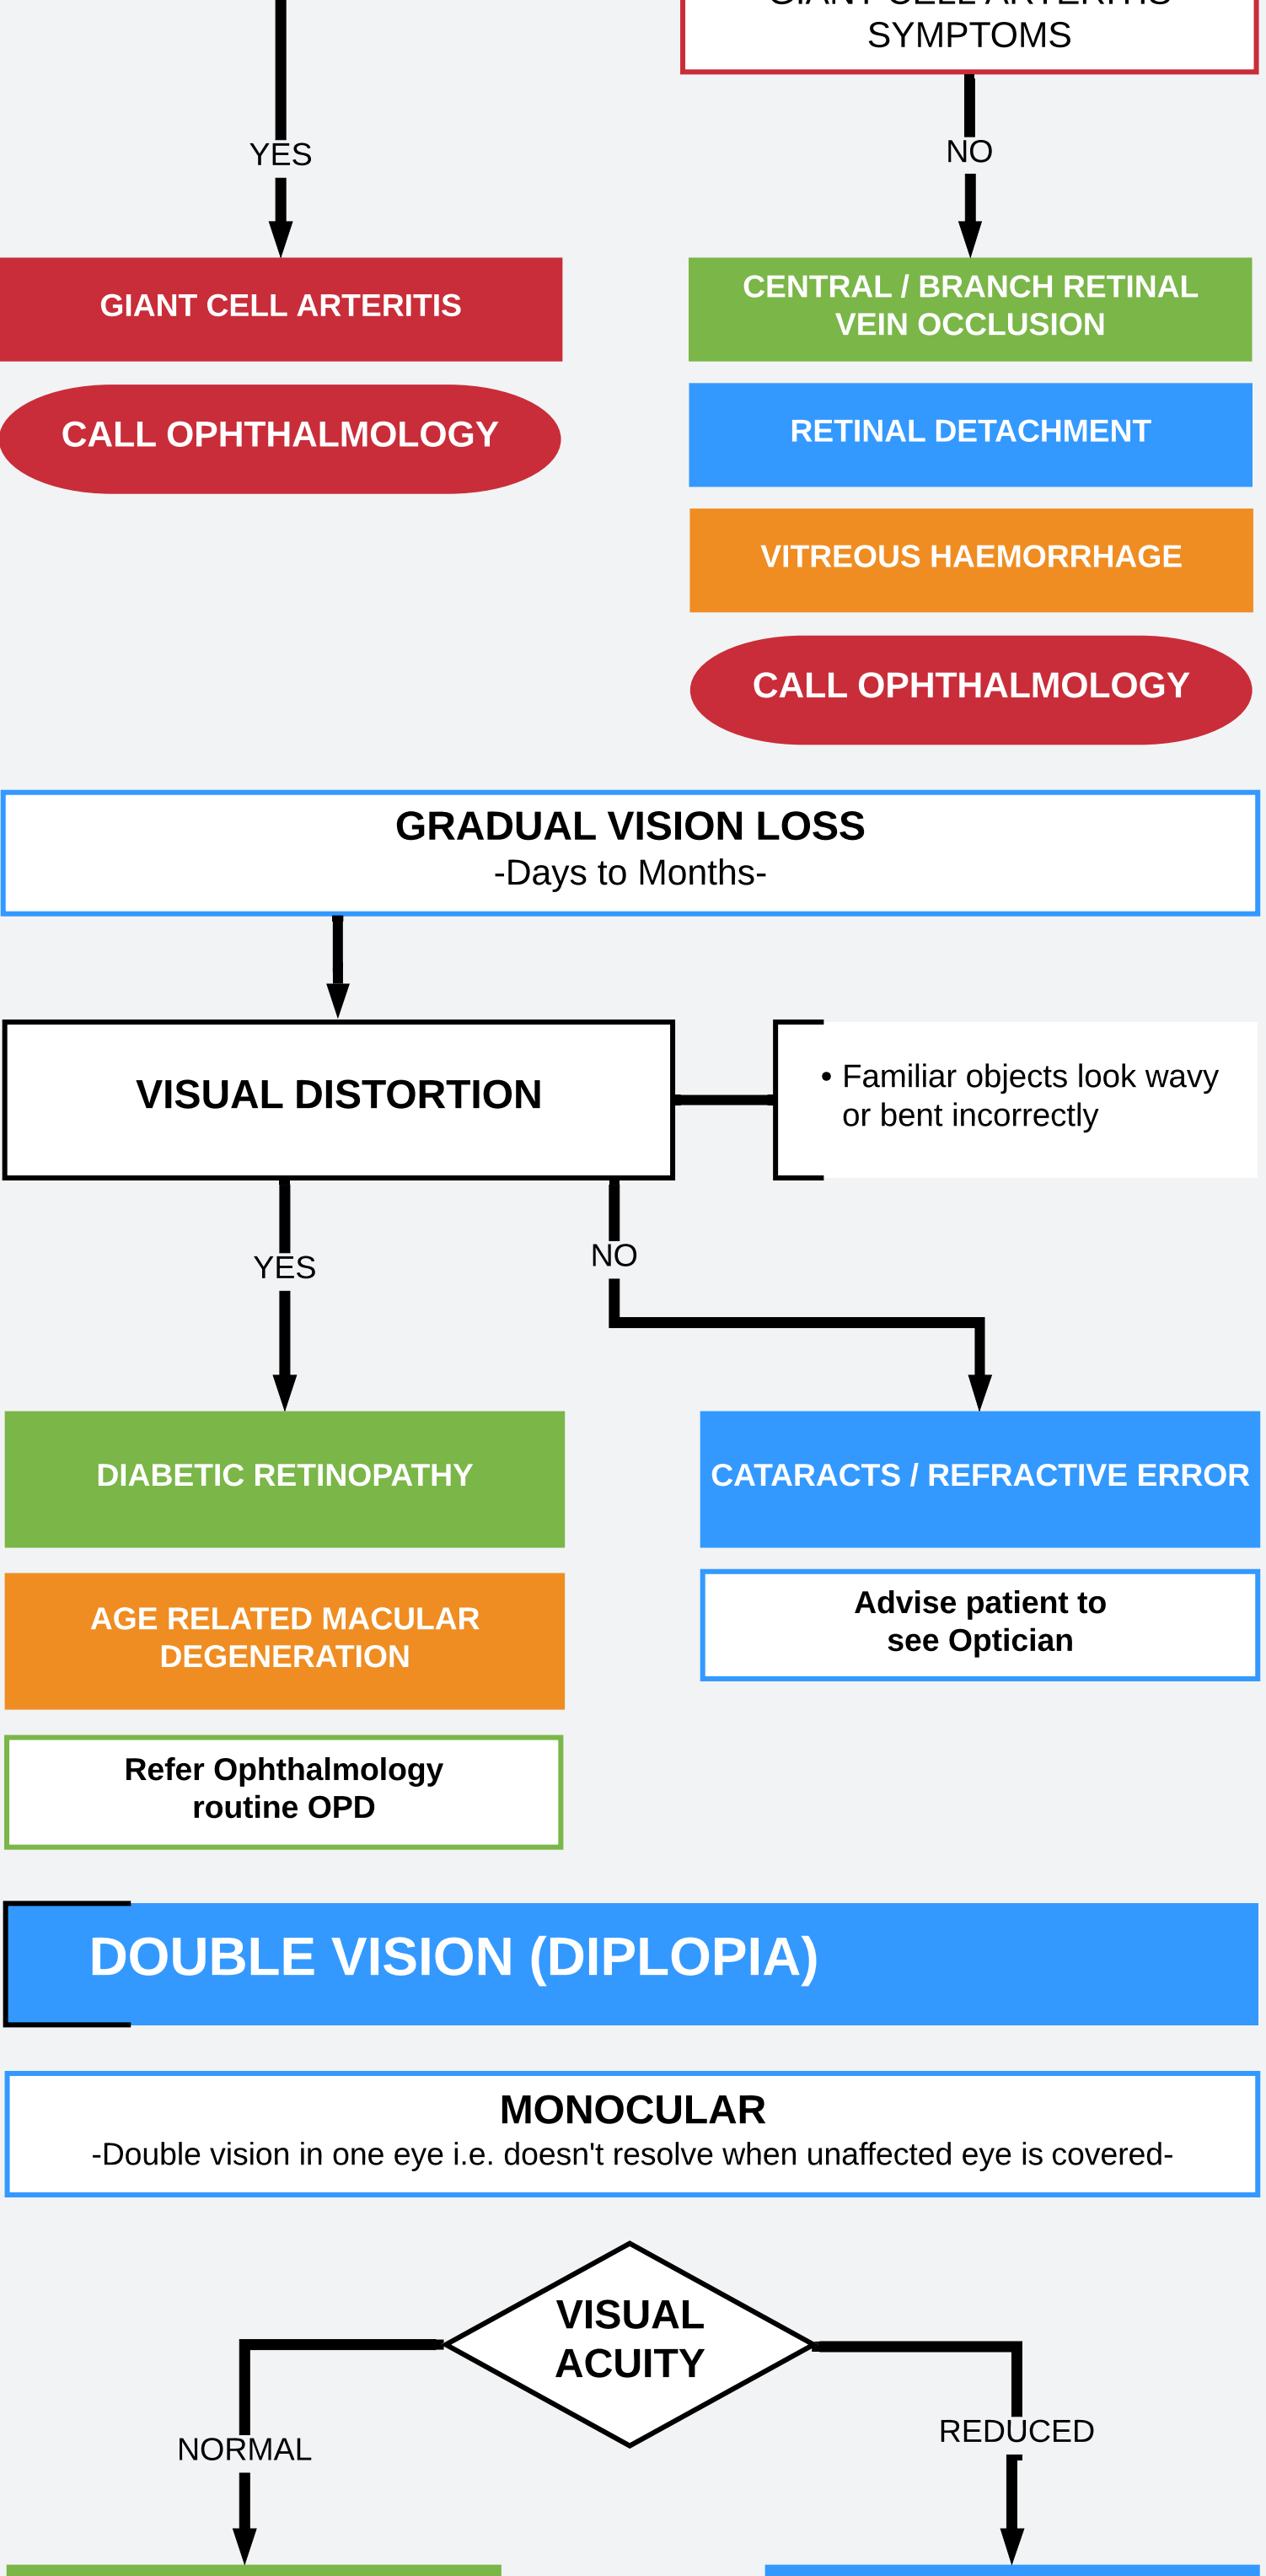 GIANT CELL ARTERITIS
SYMPTOMS
YES
NO
GIANT CELL ARTERITIS
CENTRAL / BRANCH RETINAL
VEIN OCCLUSION
CALL OPHTHALMOLOGY
RETINAL DETACHMENT
VITREOUS HAEMORRHAGE
CALL OPHTHALMOLOGY
GRADUAL VISION LOSS
-Days to Months-
VISUAL DISTORTION
• Familiar objects look wavy
or bent incorrectly
YES
NO
DIABETIC RETINOPATHY
CATARACTS / REFRACTIVE ERROR
AGE RELATED MACULAR
DEGENERATION
Advise patient to
see Optician
Refer Ophthalmology
routine OPD
DOUBLE VISION (DIPLOPIA)
MONOCULAR
-Double vision in one eye i.e. doesn't resolve when unaffected eye is covered-
VISUAL
ACUITY
NORMAL
REDUCED